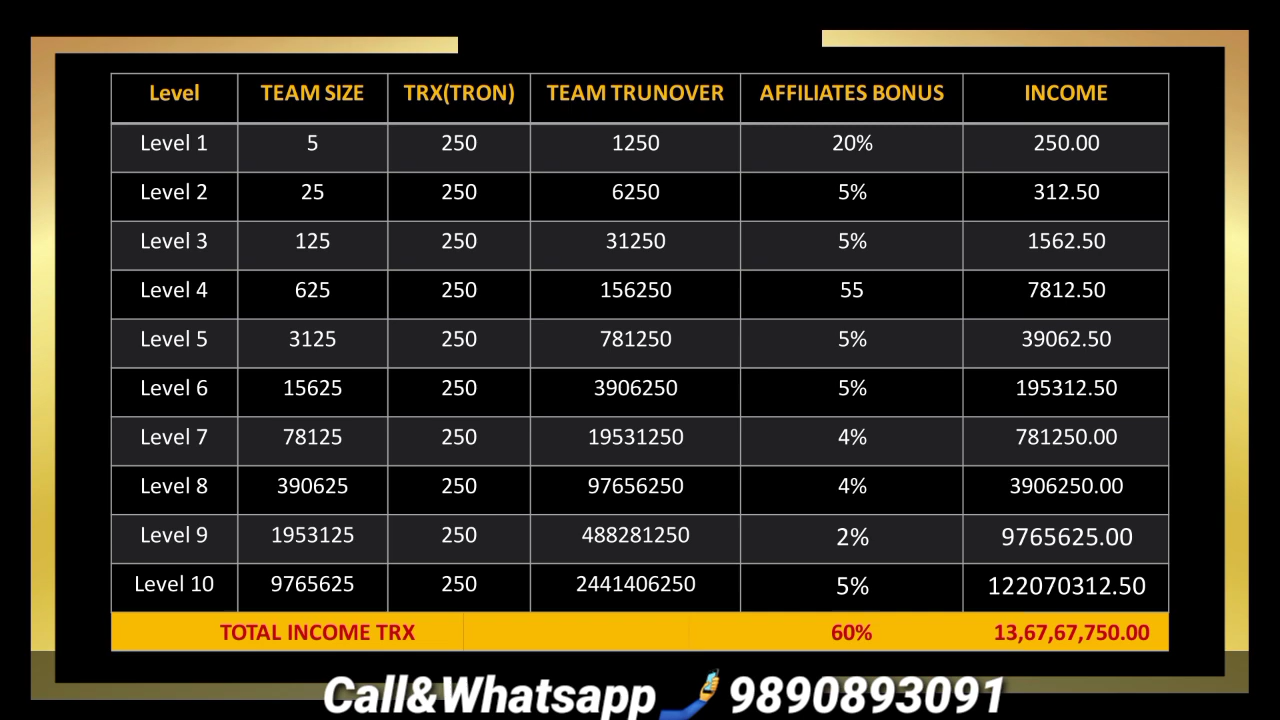 Level TEAM SIZE TRX(TRON) TEAM TRUNOVER AFFILIATES BONUS INCOME
Level 1 5 250 1250 20% 250.00
Level 2 25 250 6250 5% 312.50
Level 3 125 250 31250 5% 1562.50
Level 4 625 250 156250 55 7812.50
Level 5 3125 250 781250 5% 39062.50
Level 6 15625 250 3906250 5% 195312.50
Level 7 78125 250 19531250 4% 781250.00
Level 8 390625 250 97656250 4% 3906250.00
Level 9 1953125 250 488281250 2% 9765625.00
Level 10 9765625 250 2441406250 5% 122070312.50
TOTAL INCOME TRX 60% 13,67,67,750.00
Call&Whatsapp 9890893091